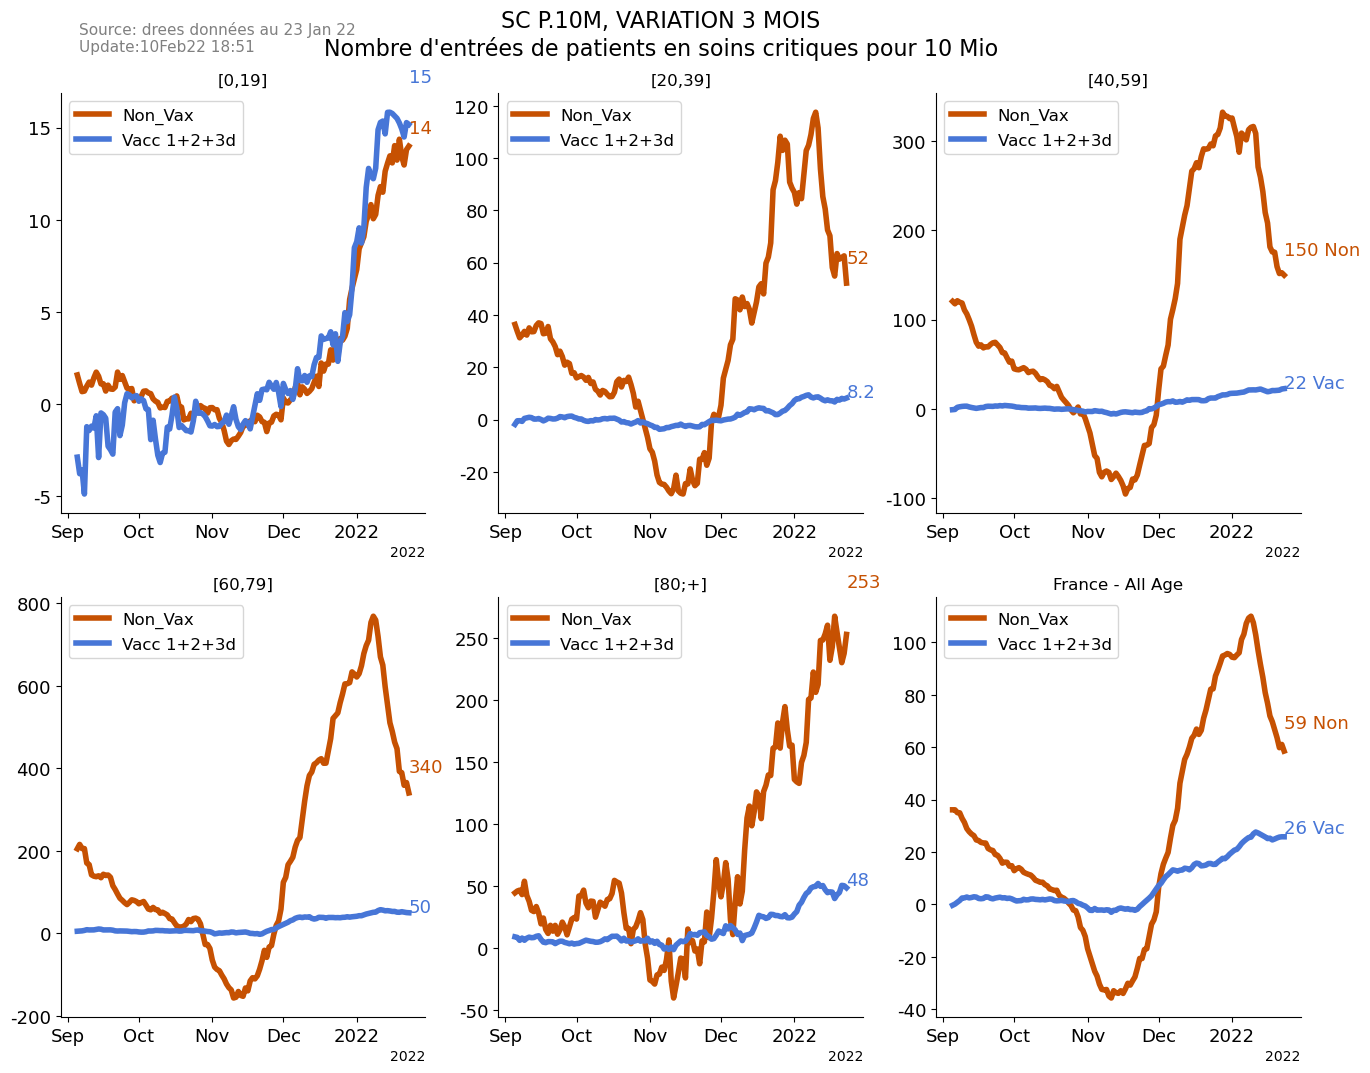 SC P.10M, VARIATION 3 MOIS
Nombre d'entrées de patients en soins critiques pour 10 Mio
Source: drees données au 23 Jan 22
Update:10Feb22 18:51
[0,19]
15
14
Non_Vax
Vacc 1+2+3d
15
10
5
0
-5
Sep Oct Nov Dec 2022
2022
[20,39]
Non_Vax
Vacc 1+2+3d
120
100
80
60
40
20
0
-20
52
8.2
Sep Oct Nov Dec 2022
2022
[40,59]
Non_Vax
Vacc 1+2+3d
300
200
100
0
-100
150 Non
22 Vac
Sep Oct Nov Dec 2022
2022
[60,79]
Non_Vax
Vacc 1+2+3d
800
600
400
200
0
-200
340
50
Sep Oct Nov Dec 2022
2022
[80;+]
253
Non_Vax
Vacc 1+2+3d
250
200
150
100
50
0
-50
48
Sep Oct Nov Dec 2022
2022
France - All Age
Non_Vax
Vacc 1+2+3d
100
80
60
40
20
0
-20
-40
59 Non
26 Vac
Sep Oct Nov Dec 2022
2022